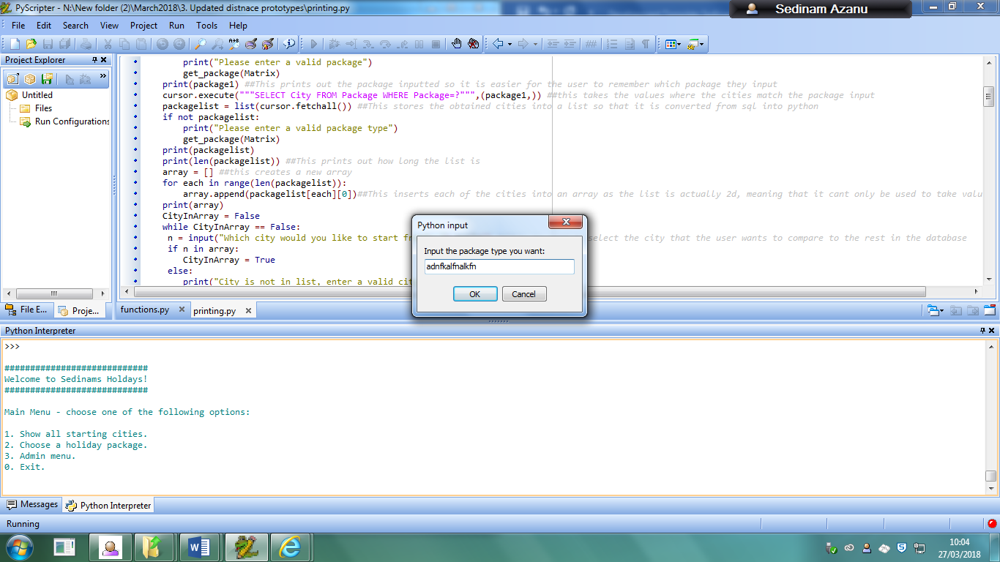 PyScripter - N:\New folder (2)\March2018\3. Updated distnace prototypes\printing.py
Sedinam Azanu
File Edit Search View Project Run Tools Help
Project Explorer
Untitled
Files
Run Configurations
File E...
Proje...
print("Please enter a valid package")
get_package(Matrix)
print(package1) ##This prints out the package inputted so it is easier for the user to remember which package they input
cursor.execute("""SELECT City FROM Package WHERE Package=?""",(package1,)) ##this takes the values where the cities match the package input
packagelist = list(cursor.fetchall()) ##This stores the obtained cities into a list so that it is converted from sql into python
if not packagelist:
print("Please enter a valid package type")
get_package(Matrix)
print(packagelist)
print(len(packagelist)) ##This prints out how long the list is
array = [] ##this creates a new array
for each in range(len(packagelist)):
array.append(packagelist[each][0])##This inserts each of the cities into an array as the list is actually 2d, meaning that it cant only be used to take valu
print(array)
CityInArray = False
while CityInArray == False:
n = input("Which city would you like to start fr select the city that the user wants to compare to the rest in the database
if n in array:
CityInArray = True
else:
print("City is not in list, enter a valid cit
Python input
Input the package type you want:
adnfkalfnalkfn
OK Cancel
functions.py printing.py
Python Interpreter
>>>
############################
Welcome to Sedinams Holdays!
############################
Main Menu - choose one of the following options:
1. Show all starting cities.
2. Choose a holiday package.
3. Admin menu.
0. Exit.
Messages Python Interpreter
Running
10:04
27/03/2018